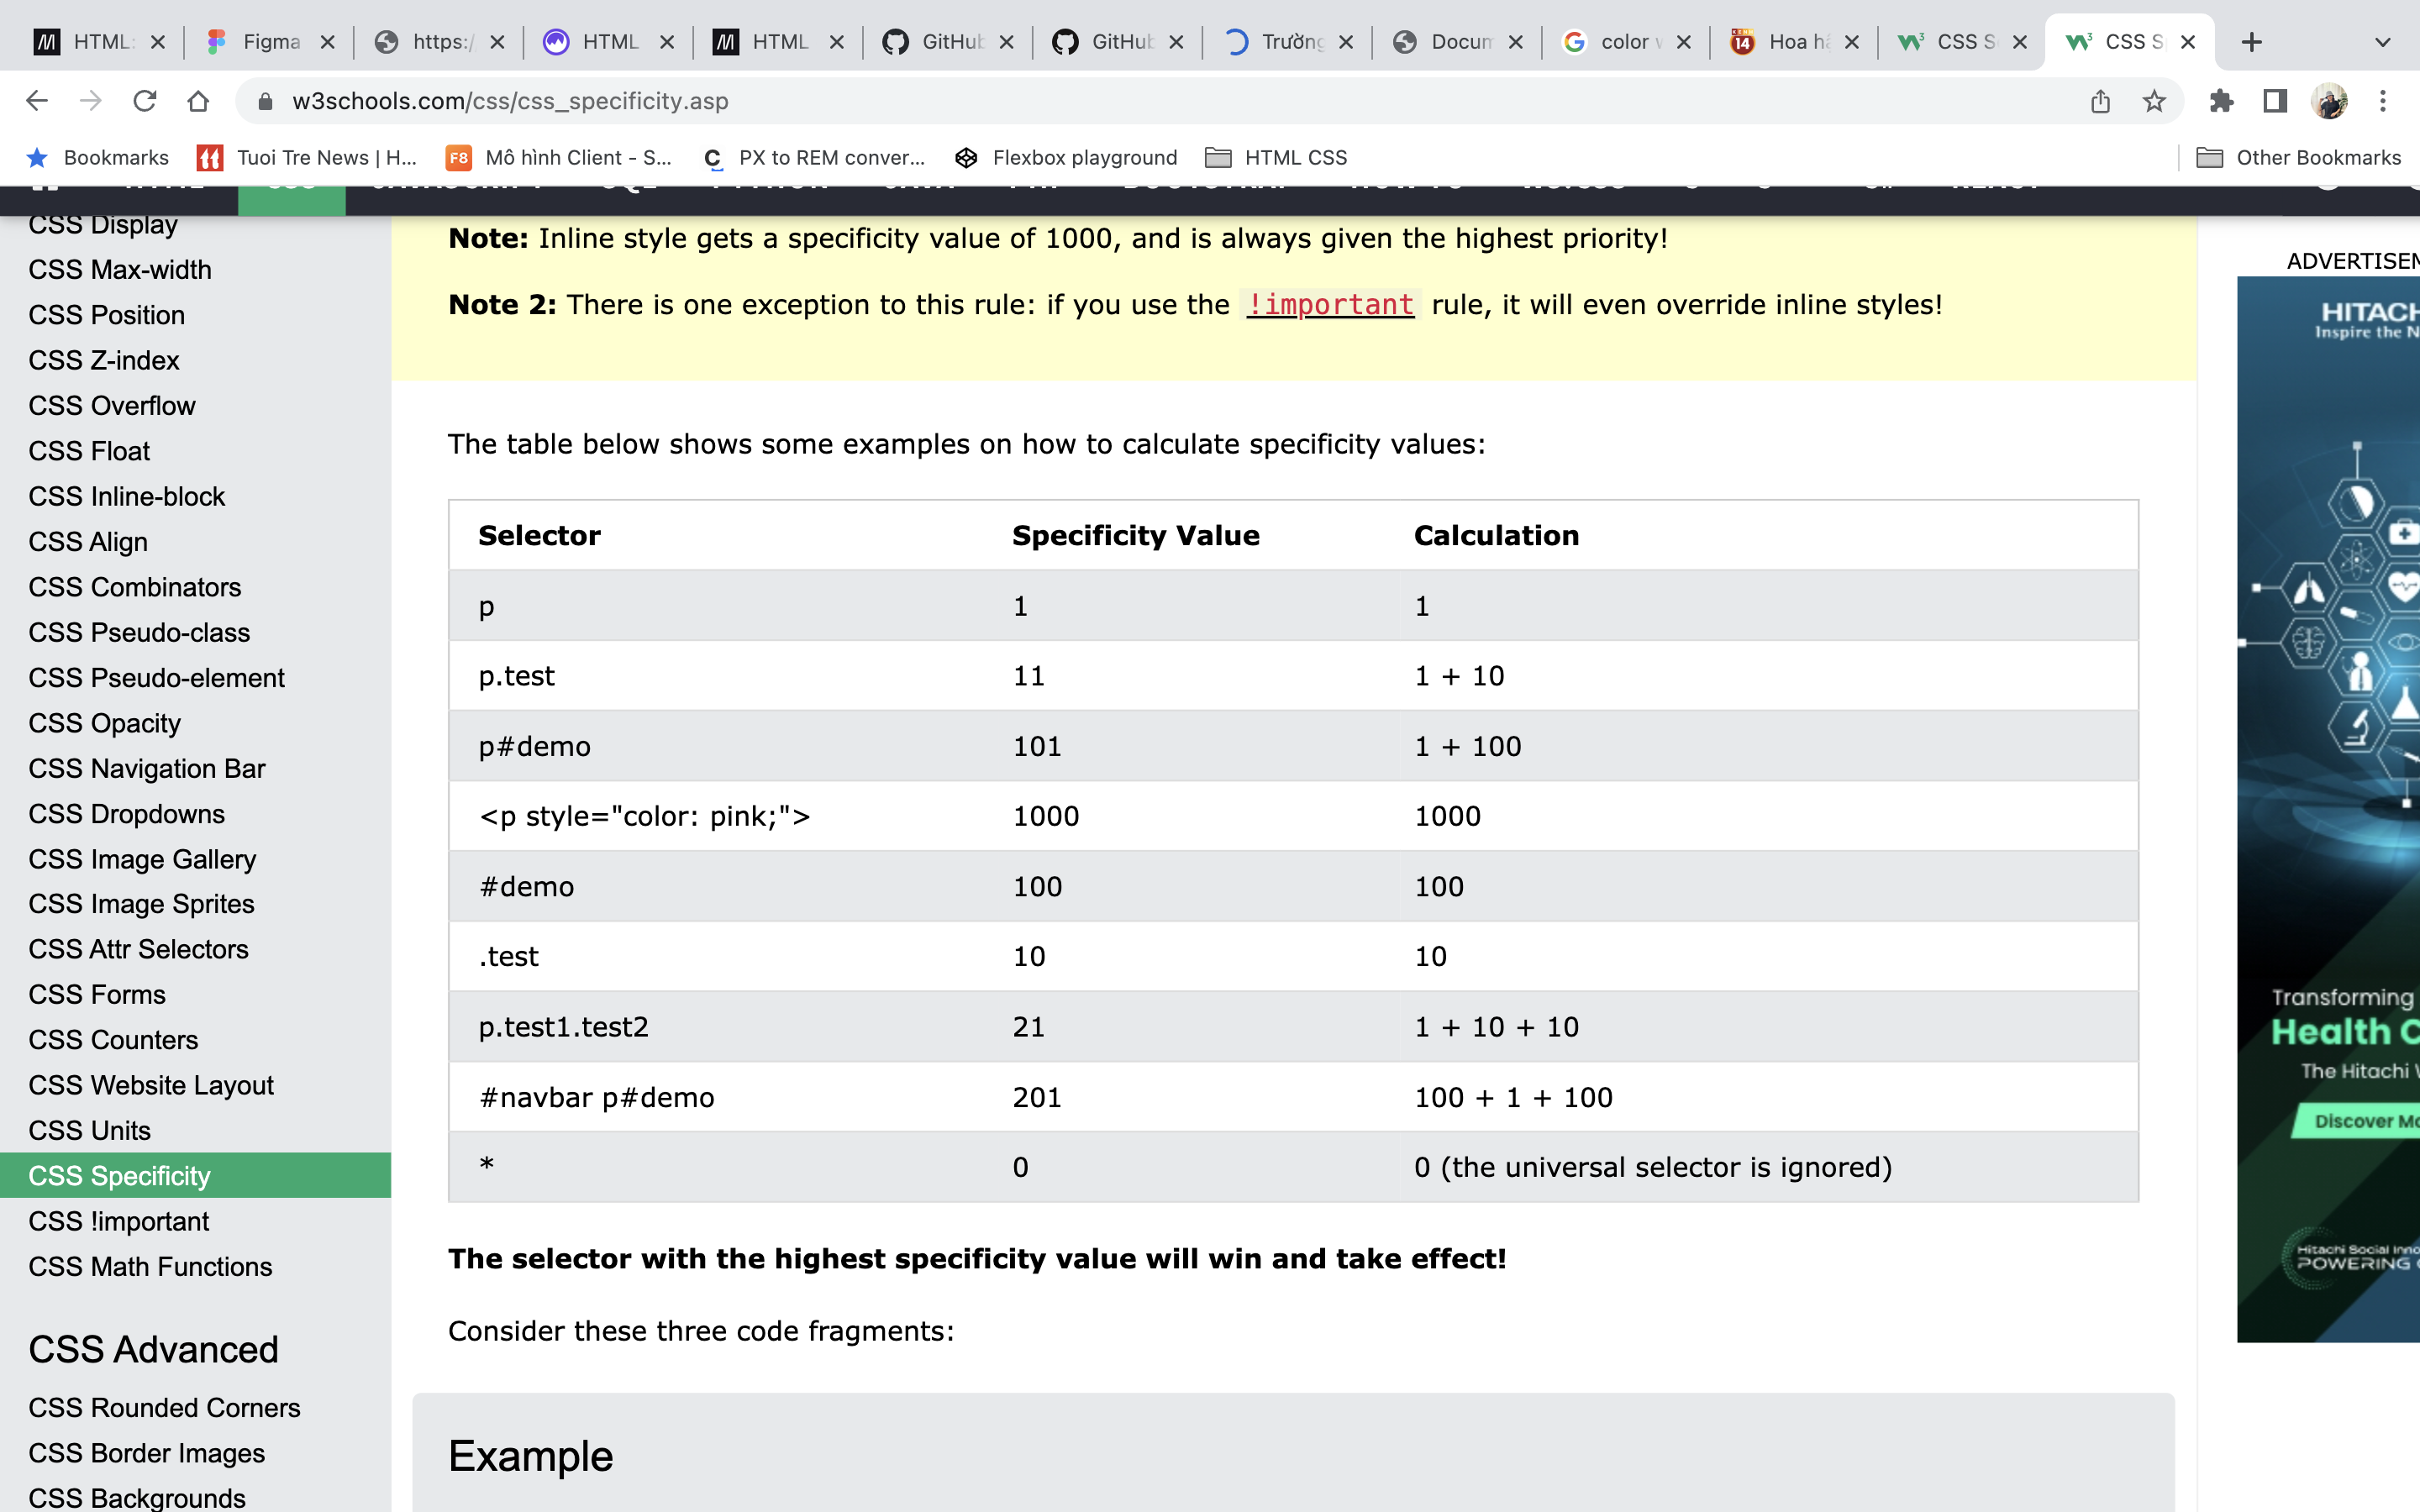 HTML:
Figma
https:/
HTML
HTML
GitHub
GitHub
Trường
Docum
color
Hoa
CSS S
CSS S
w3schools.com/css/css_specificity.asp
Bookmarks
Tuoi Tre News | H...
F8
Mô hình Client - S...
PX to REM conver...
Flexbox playground
HTML CSS
Other Bookmarks
CSS Display
CSS Max-width
CSS Position
CSS Z-index
CSS Overflow
CSS Float
CSS Inline-block
CSS Align
CSS Combinators
CSS Pseudo-class
CSS Pseudo-element
CSS Opacity
CSS Navigation Bar
CSS Dropdowns
CSS Image Gallery
CSS Image Sprites
CSS Attr Selectors
CSS Forms
CSS Counters
CSS Website Layout
CSS Units
CSS Specificity
CSS !important
CSS Math Functions
CSS Advanced
CSS Rounded Corners
CSS Border Images
CSS Backgrounds
Note: Inline style gets a specificity value of 1000, and is always given the highest priority!
Note 2: There is one exception to this rule: if you use the !important rule, it will even override inline styles!
The table below shows some examples on how to calculate specificity values:
Selector Specificity Value Calculation
p 1 1
p.test 11 1 + 10
p#demo 101 1 + 100
<p style="color: pink;"> 1000 1000
#demo 100 100
.test 10 10
p.test1.test2 21 1 + 10 + 10
#navbar p#demo 201 100 + 1 + 100
* 0 0 (the universal selector is ignored)
The selector with the highest specificity value will win and take effect!
Consider these three code fragments:
Example
ADVERTISEM
HITACH
Inspire the N
Transforming
Health C
The Hitachi
Discover Mo
Hitachi Social Inno
POWERING